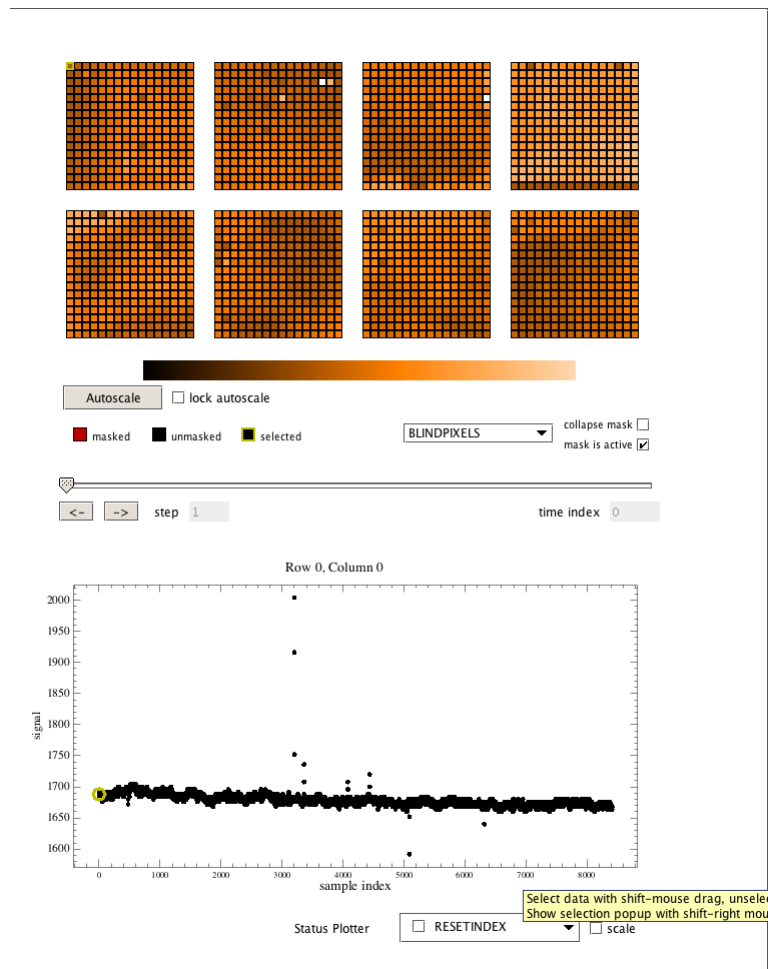 Autoscale
lock autoscale
masked
unmasked
selected
BLINDPIXELS
collapse mask
mask is active
<-
->
step
1
time index
0
Row 0, Column 0
2000
1950
1900
1850
1800
1750
1700
1650
1600
signal
0
1000
2000
3000
4000
5000
6000
7000
8000
sample index
Select data with shift-mouse drag, unselec
Show selection popup with shift-right mou
Status Plotter
RESETINDEX
scale